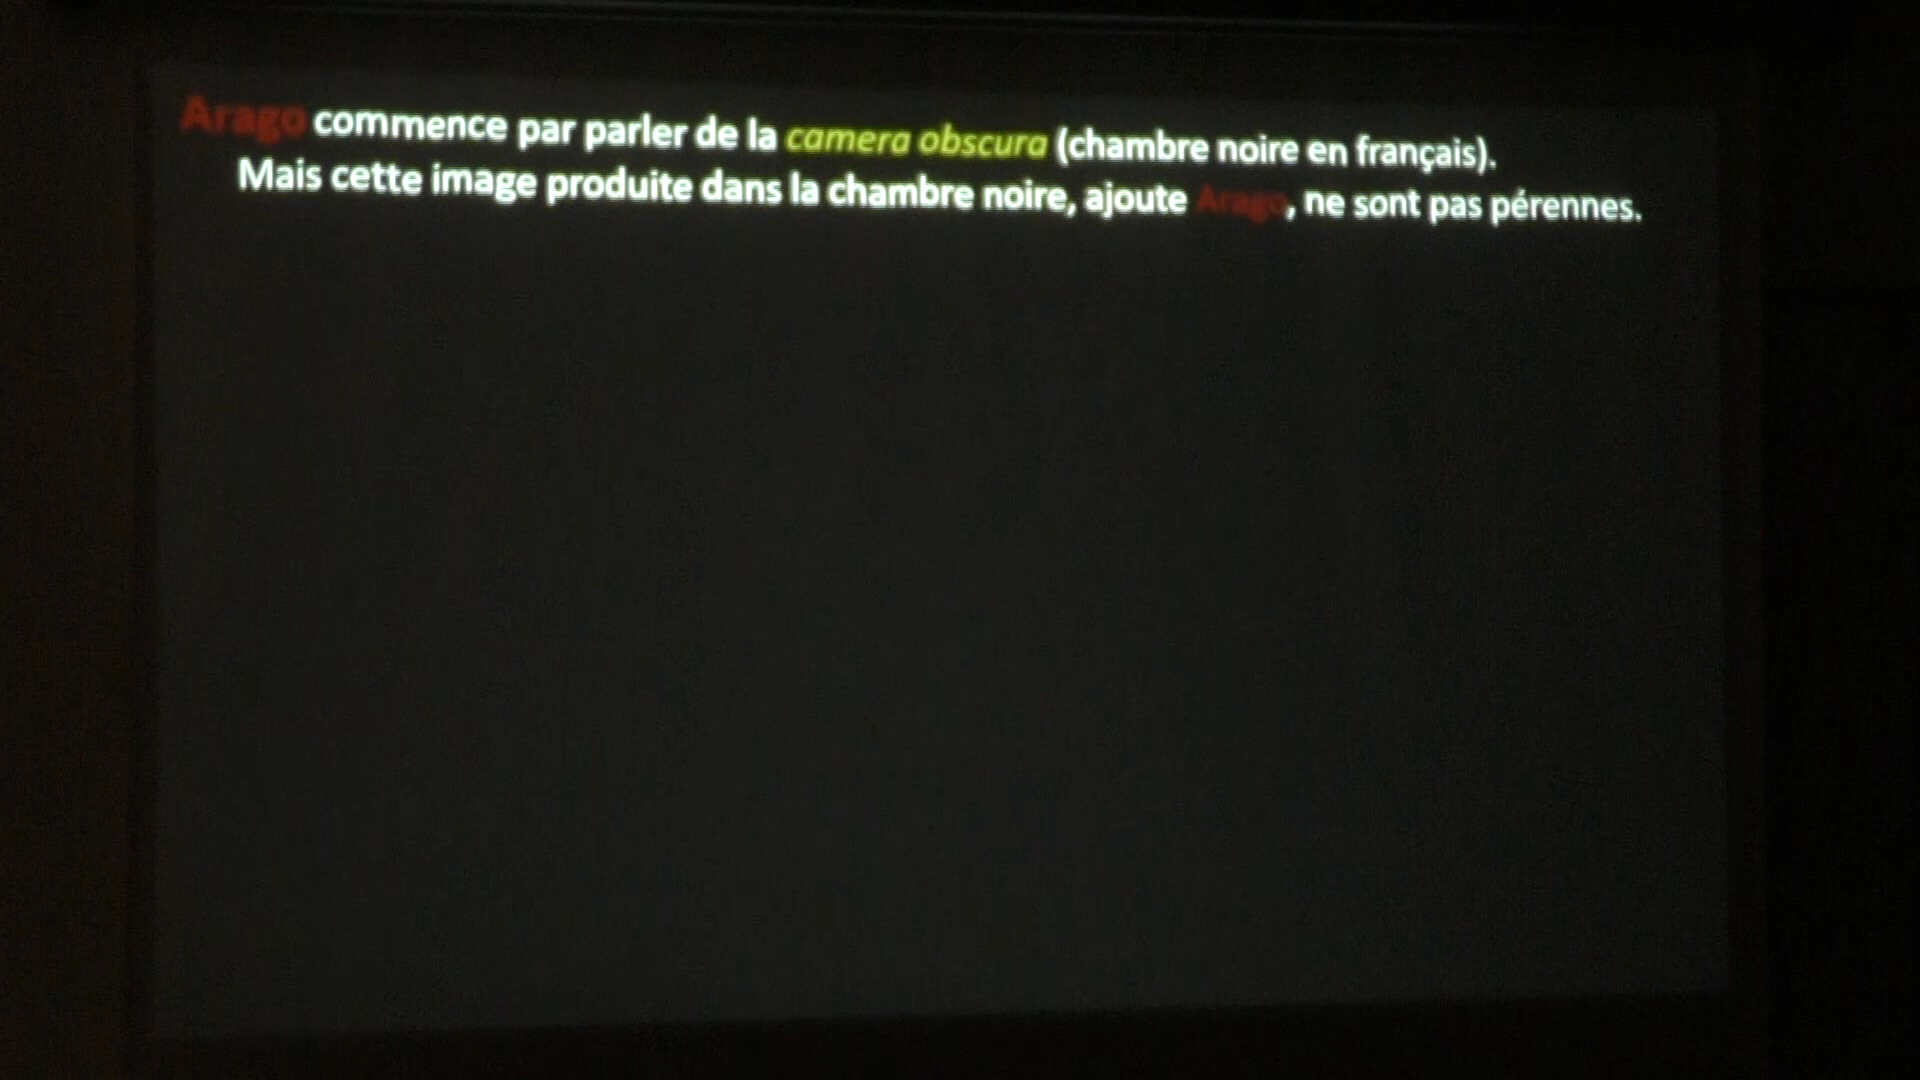 Arago commence par parler de la camera obscura (chambre noire en français).
Mais cette image produite dans la chambre noire, ajoute Arago, ne sont pas pérennes.